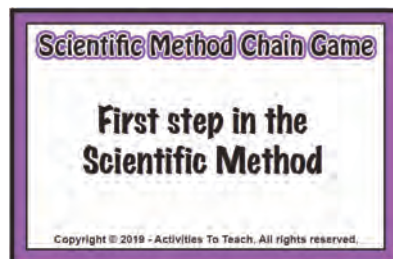 Scientific Method Chain Game
First step in the
Scientific Method
Copyright © 2019 - Activities To Teach, All rights reserved.